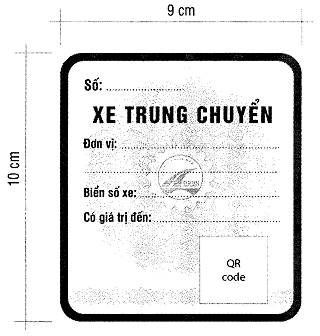 9 cm
10 cm
Số:
XE TRUNG CHUYỂN
Đơn vị:
Biển số xe:
Có giá trị đến:
QR
code